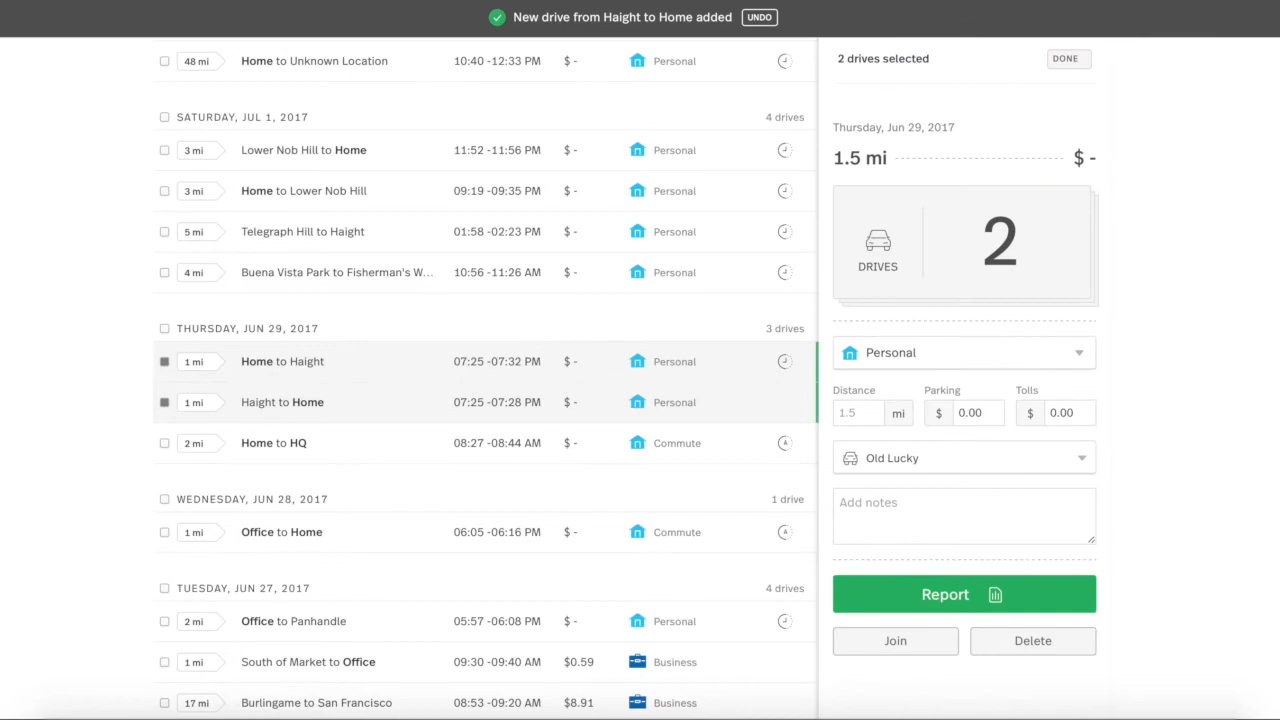 New drive from Haight to Home added UNDO
48 mi Home to Unknown Location 10:40 -12:33 PM $ - Personal
SATURDAY, JUL 1, 2017 4 drives
3 mi Lower Nob Hill to Home 11:52 -11:56 PM $ - Personal
3 mi Home to Lower Nob Hill 09:19 -09:35 PM $ - Personal
5 mi Telegraph Hill to Haight 01:58 -02:23 PM $ - Personal
4 mi Buena Vista Park to Fisherman's W... 10:56 -11:26 AM $ - Personal
THURSDAY, JUN 29, 2017 3 drives
1 mi Home to Haight 07:25 -07:32 PM $ - Personal
1 mi Haight to Home 07:25 -07:28 PM $ - Personal
2 mi Home to HQ 08:27 -08:44 AM $ - Commute A
WEDNESDAY, JUN 28, 2017 1 drive
1 mi Office to Home 06:05 -06:16 PM $ - Commute A
TUESDAY, JUN 27, 2017 4 drives
2 mi Office to Panhandle 05:57 -06:08 PM $ - Personal
1 mi South of Market to Office 09:30 -09:40 AM $0.59 Business
17 mi Burlingame to San Francisco 08:53 -09:20 AM $8.91 Business
2 drives selected DONE
Thursday, Jun 29, 2017
1.5 mi $ -
DRIVES 2
Personal
Distance Parking Tolls
1.5 mi $ 0.00 $ 0.00
Old Lucky
Add notes
Report
Join Delete